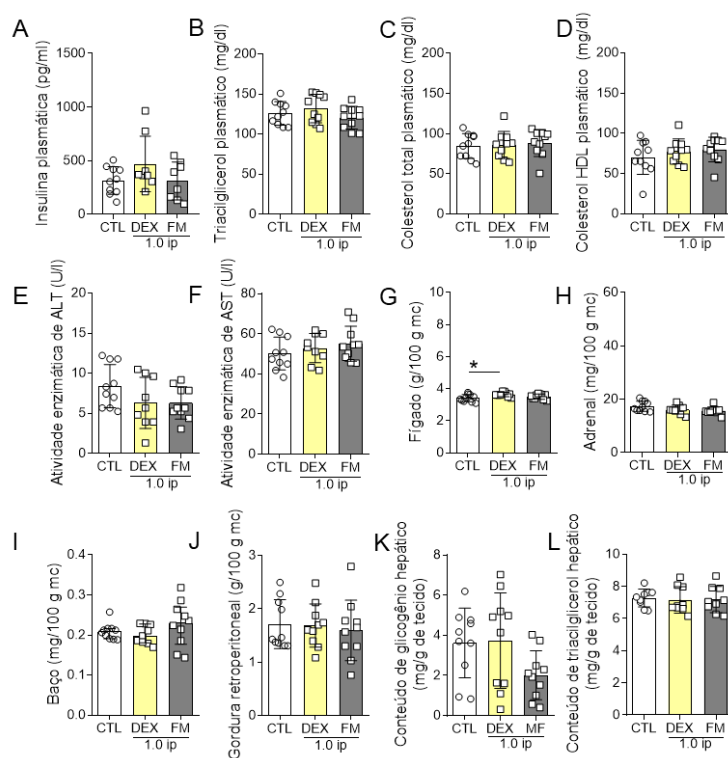 A
Insulina plasmática (pg/ml)
1500
1000
500
0
CTL DEX FM
1.0 ip
B
Triacilglicerol plasmático (mg/dl)
200
150
100
50
0
CTL DEX FM
1.0 ip
C
Colesterol total plasmático (mg/dl)
200
150
100
50
0
CTL DEX FM
1.0 ip
D
Colesterol HDL plasmático (mg/dl)
200
150
100
50
0
CTL DEX FM
1.0 ip
E
Atividade enzimática de ALT (U/l)
20
15
10
5
0
CTL DEX FM
1.0 ip
F
Atividade enzimática de AST (U/l)
80
60
40
20
0
CTL DEX FM
1.0 ip
G
Fígado (g/100 g mc)
10
8
6
4
2
0
*
CTL DEX FM
1.0 ip
H
Adrenal (mg/100 g mc)
50
40
30
20
10
0
CTL DEX FM
1.0 ip
I
Baço (mg/100 g mc)
0.4
0.3
0.2
0.1
0.0
CTL DEX FM
1.0 ip
J
Gordura retroperitoneal (g/100 g mc)
4
3
2
1
0
CTL DEX FM
1.0 ip
K
Conteúdo de glicogênio hepático
(mg/g de tecido)
8
6
4
2
0
CTL DEX MF
1.0 ip
L
Conteúdo de triacilglicerol hepático
(mg/g de tecido)
10
8
6
4
2
0
CTL DEX FM
1.0 ip